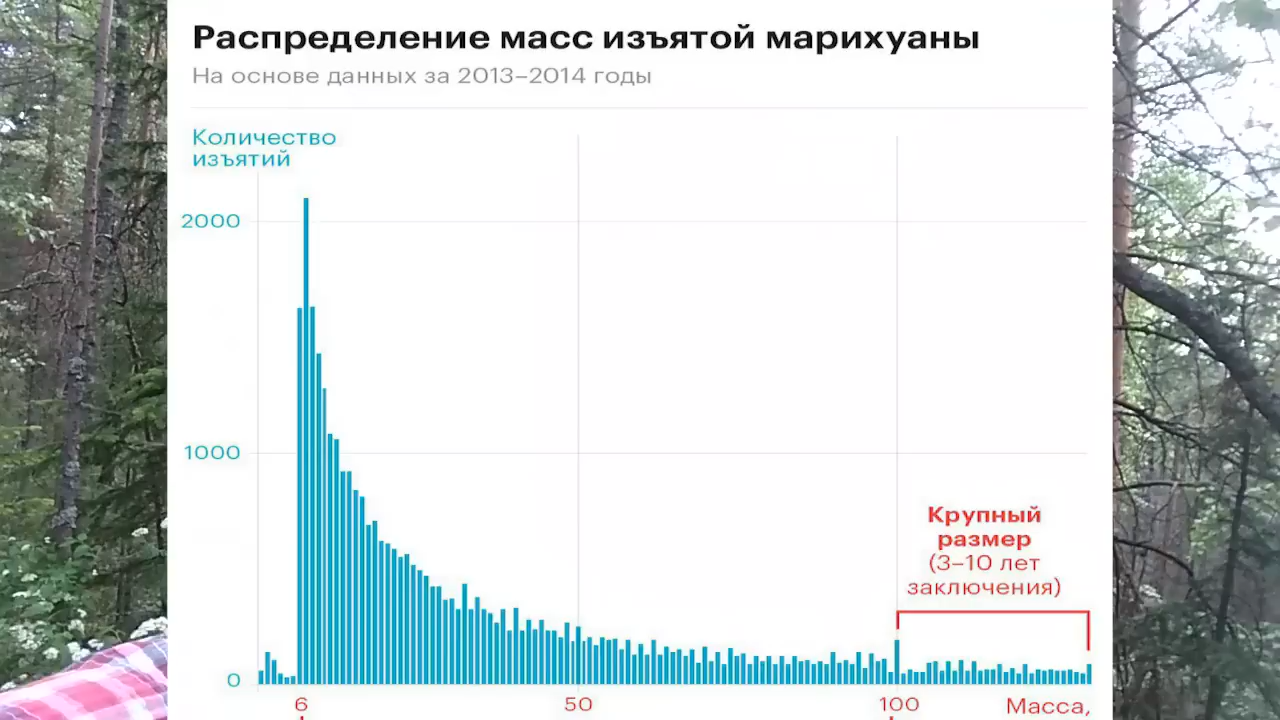 Распределение масс изъятой марихуаны
На основе данных за 2013–2014 годы
Количество
изъятий
2000
1000
0
Крупный
размер
(3–10 лет
заключения)
6
50
100
Масса,